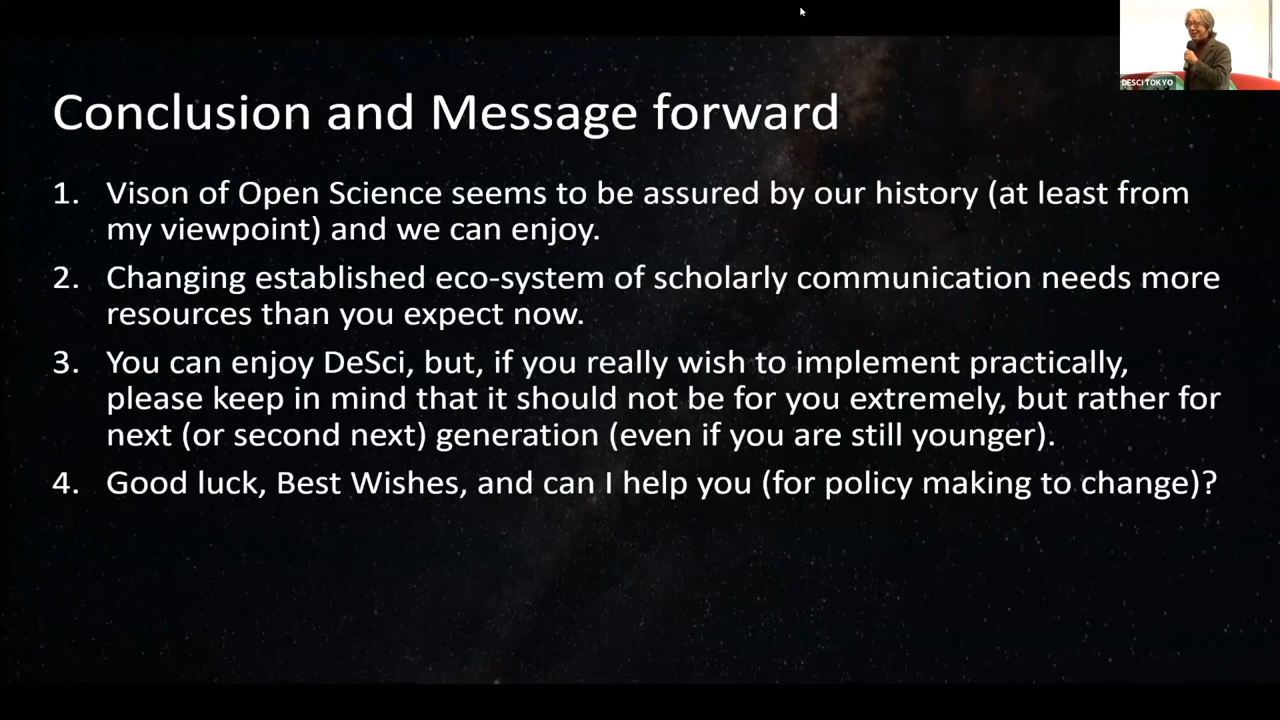 DESCI TOKYO
Conclusion and Message forward
1. Vison of Open Science seems to be assured by our history (at least from
my viewpoint) and we can enjoy.
2. Changing established eco-system of scholarly communication needs more
resources than you expect now.
3. You can enjoy DeSci, but, if you really wish to implement practically,
please keep in mind that it should not be for you extremely, but rather for
next (or second next) generation (even if you are still younger).
4. Good luck, Best Wishes, and can I help you (for policy making to change)?